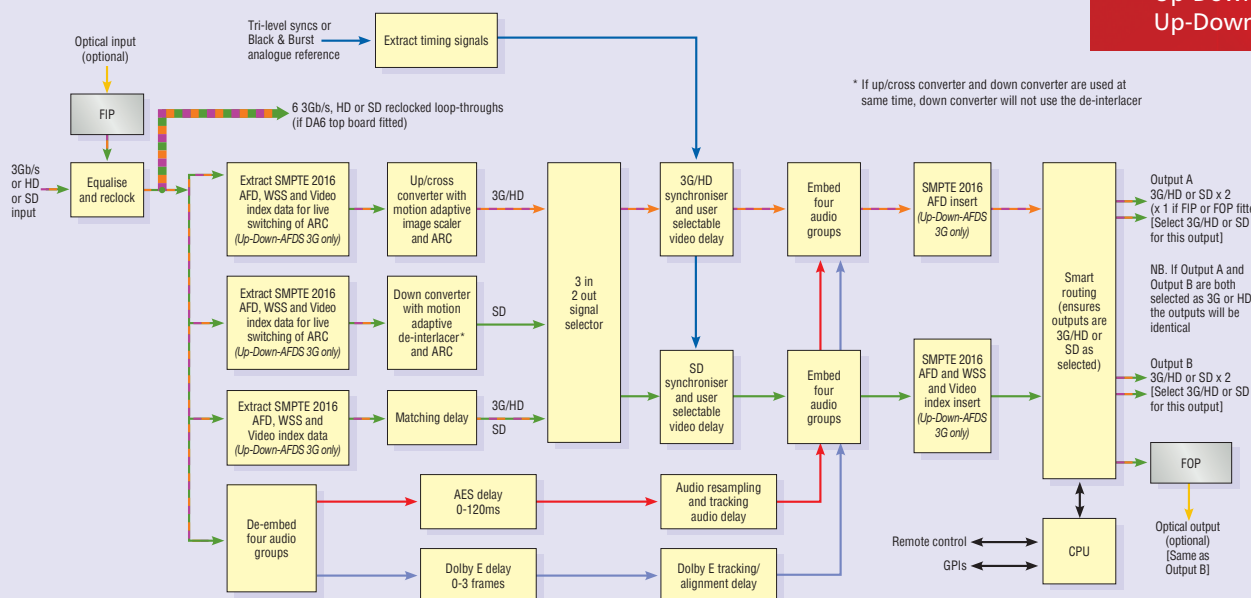 Up-Down
Up-Down
Tri-level syncs or
Black & Burst
analogue reference
Extract timing signals
Optical input
(optional)
* If up/cross converter and down converter are used at
same time, down converter will not use the de-interlacer
FIP
6 3Gb/s, HD or SD reclocked loop-throughs
(if DA6 top board fitted)
3Gb/s
or HD
or SD
input
Equalise
and reclock
Extract SMPTE 2016
AFD, WSS and Video
index data for live
switching of ARC
(Up-Down-AFDS 3G only)
Up/cross
converter with
motion adaptive
image scaler
and ARC
3G/HD
3G/HD
synchroniser
and user
selectable
video delay
Embed
four
audio
groups
SMPTE 2016
AFD insert
(Up-Down-AFDS
3G only)
Output A
3G/HD or SD x 2
(x 1 if FIP or FOP fitte
[Select 3G/HD or SD
for this output]
NB. If Output A and
Output B are both
selected as 3G or HD
the outputs will be
identical
Extract SMPTE 2016
AFD, WSS and Video
index data for live
switching of ARC
(Up-Down-AFDS 3G only)
Down converter
with motion
adaptive
de-interlacer*
and ARC
SD
3 in
2 out
signal
selector
Smart
routing
(ensures
outputs are
3G/HD or
SD as
selected)
SD
synchroniser
and user
selectable
video delay
Embed
four
audio
groups
SMPTE 2016
AFD and WSS
and Video
index insert
(Up-Down-AFDS
3G only)
Output B
3G/HD or SD x 2
[Select 3G/HD or SD
for this output]
Extract SMPTE 2016
AFD, WSS and
Video index data
(Up-Down-AFDS 3G only)
Matching delay
3G/HD
SD
FOP
De-embed
four audio
groups
AES delay
0-120ms
Audio resampling
and tracking
audio delay
Dolby E delay
0-3 frames
Dolby E tracking/
alignment delay
Remote control
GPIs
CPU
Optical output
(optional)
[Same as
Output B]